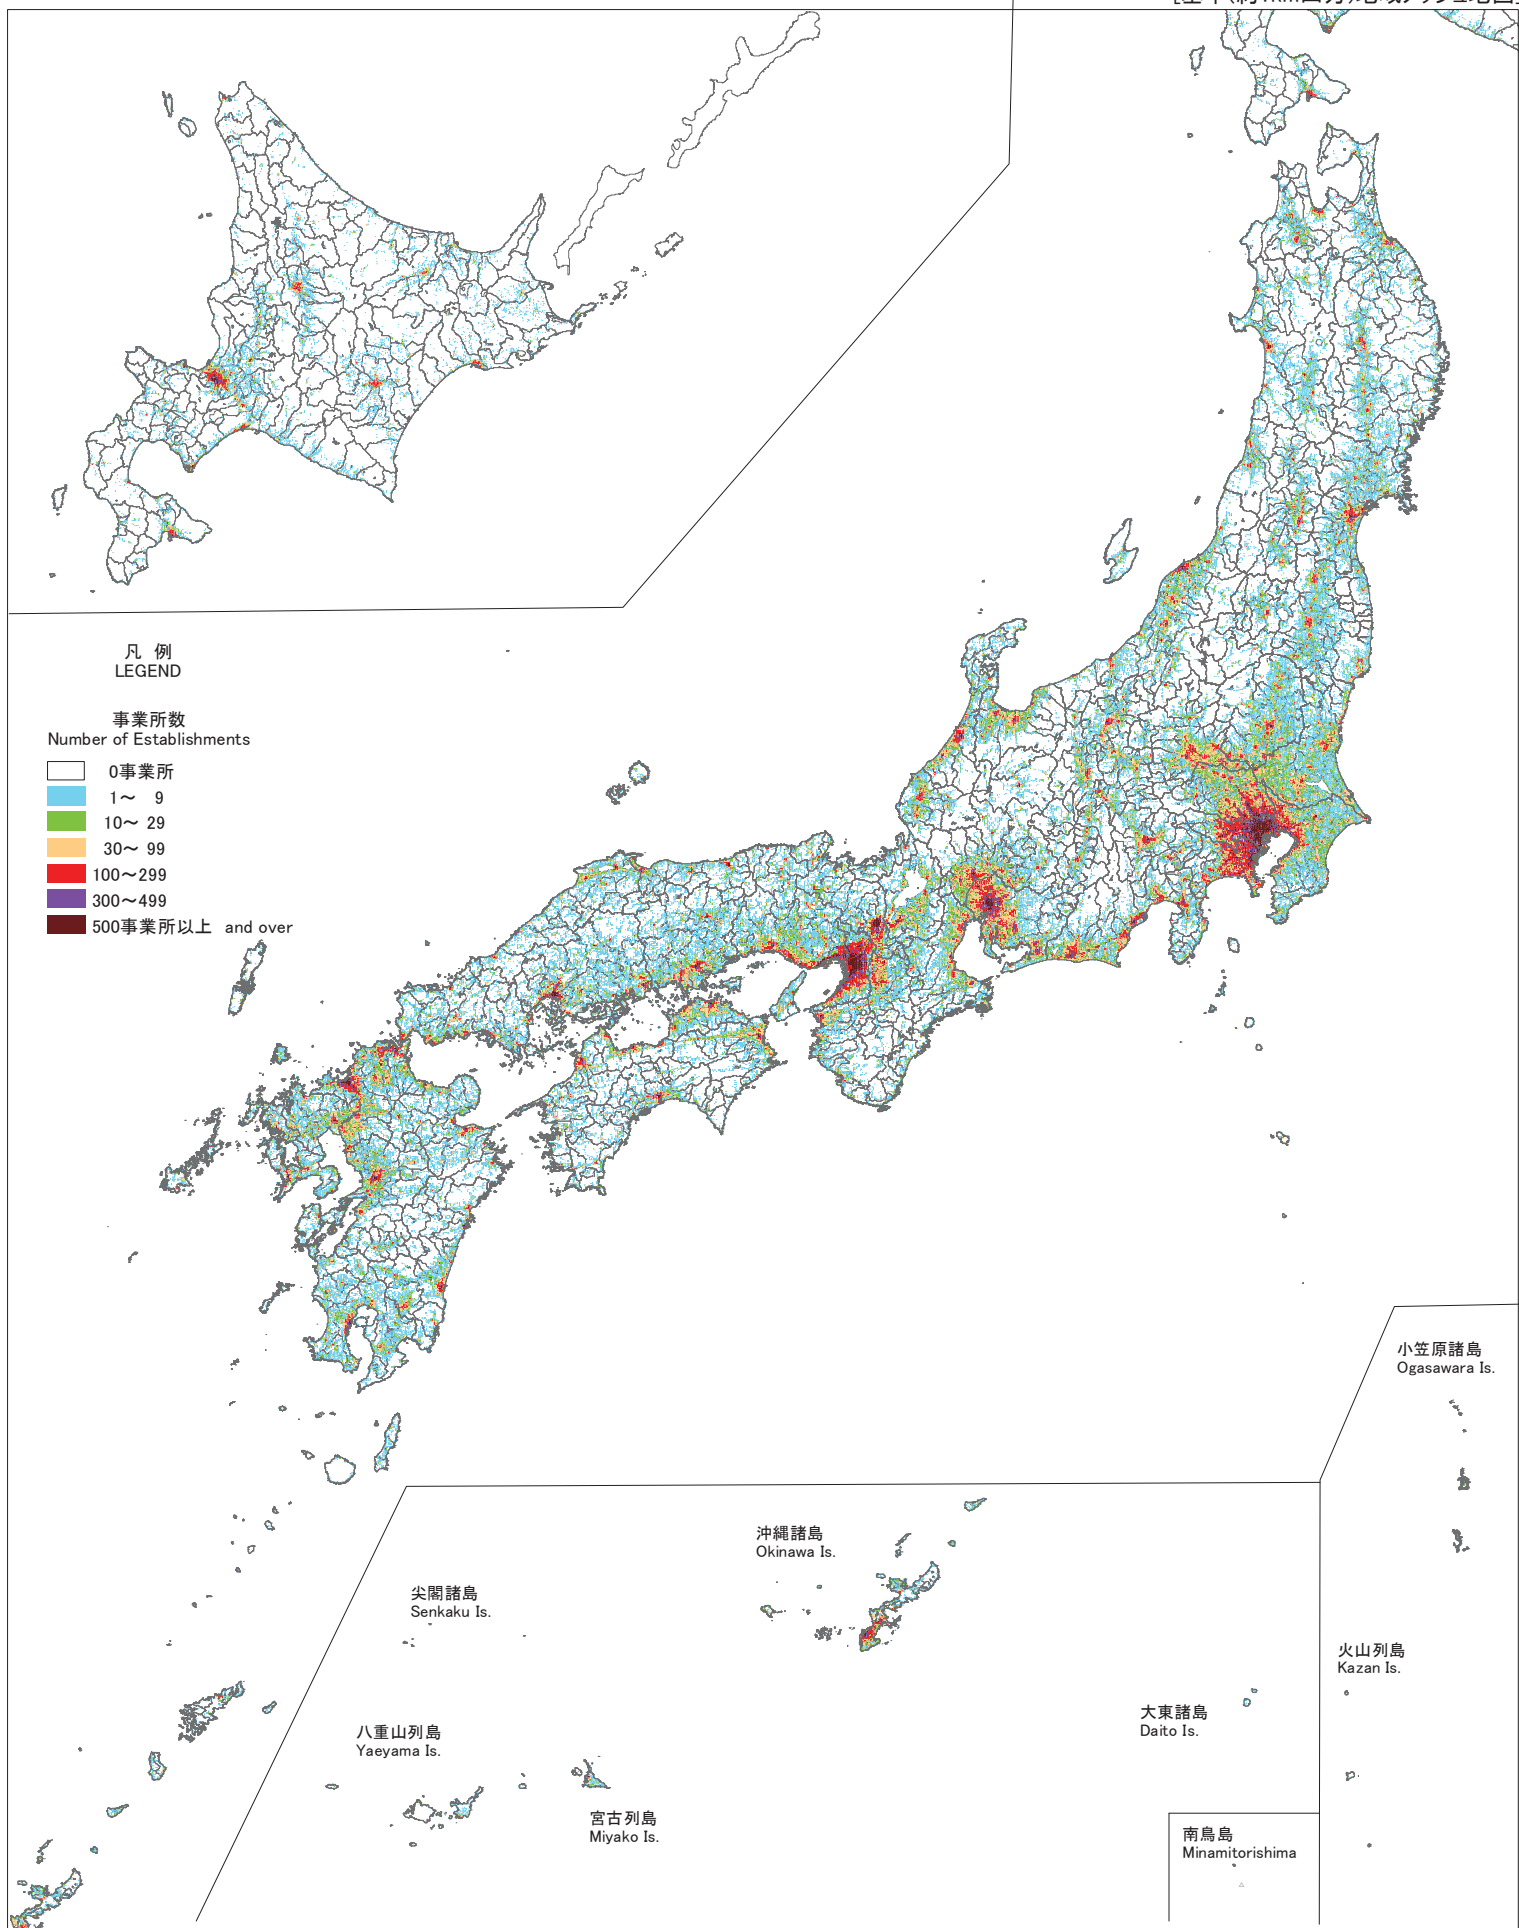 凡 例
LEGEND
事業所数
Number of Establishments
0事業所
1～ 9
10～ 29
30～ 99
100～299
300～499
500事業所以上 and over
小笠原諸島
Ogasawara Is.
沖縄諸島
Okinawa Is.
尖閣諸島
Senkaku Is.
火山列島
Kazan Is.
大東諸島
Daito Is.
八重山列島
Yaeyama Is.
宮古列島
Miyako Is.
南鳥島
Minamitorishima